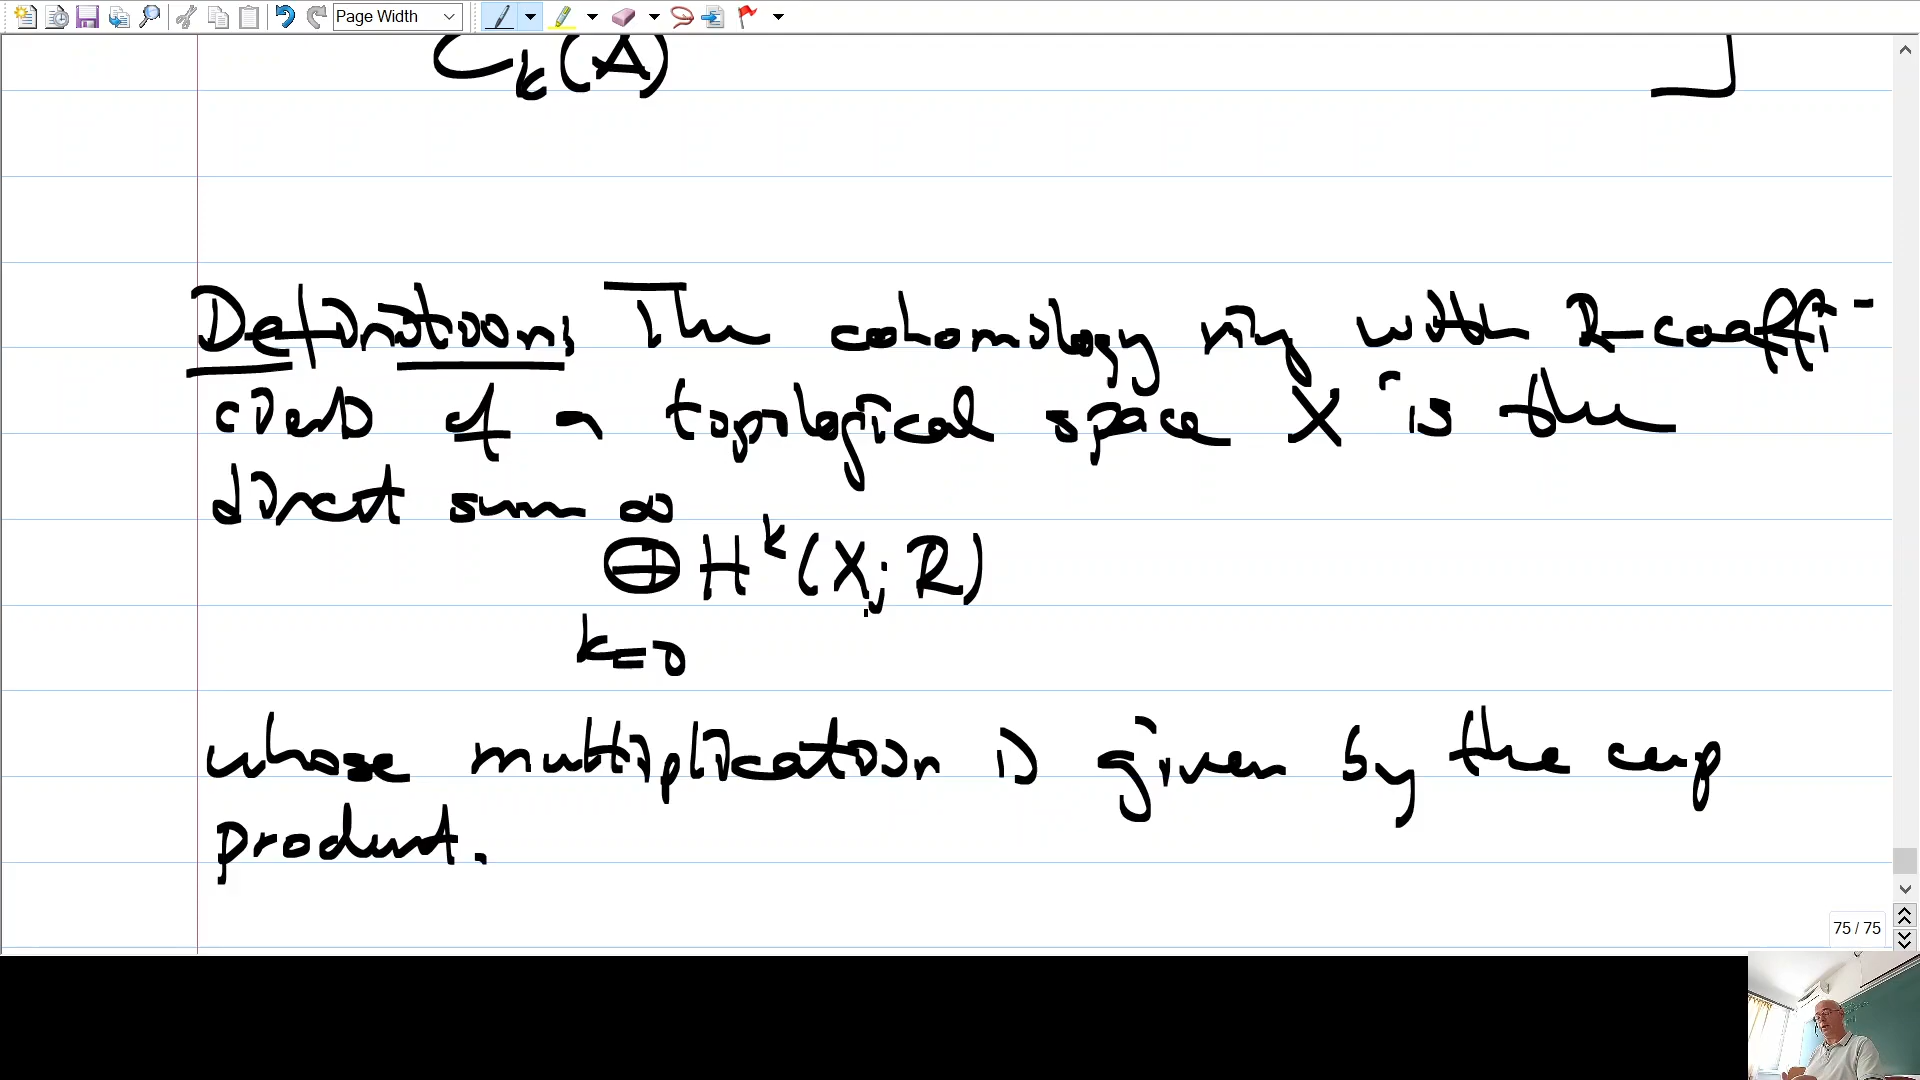 Page Width
C_k(A) ]
Definition: The cohomology ring with R-coeffi-
cients of a topological space X is the
direct sum ∞
⊕ H^k(X; R)
k=0
whose multiplication is given by the cup
product.
75 / 75